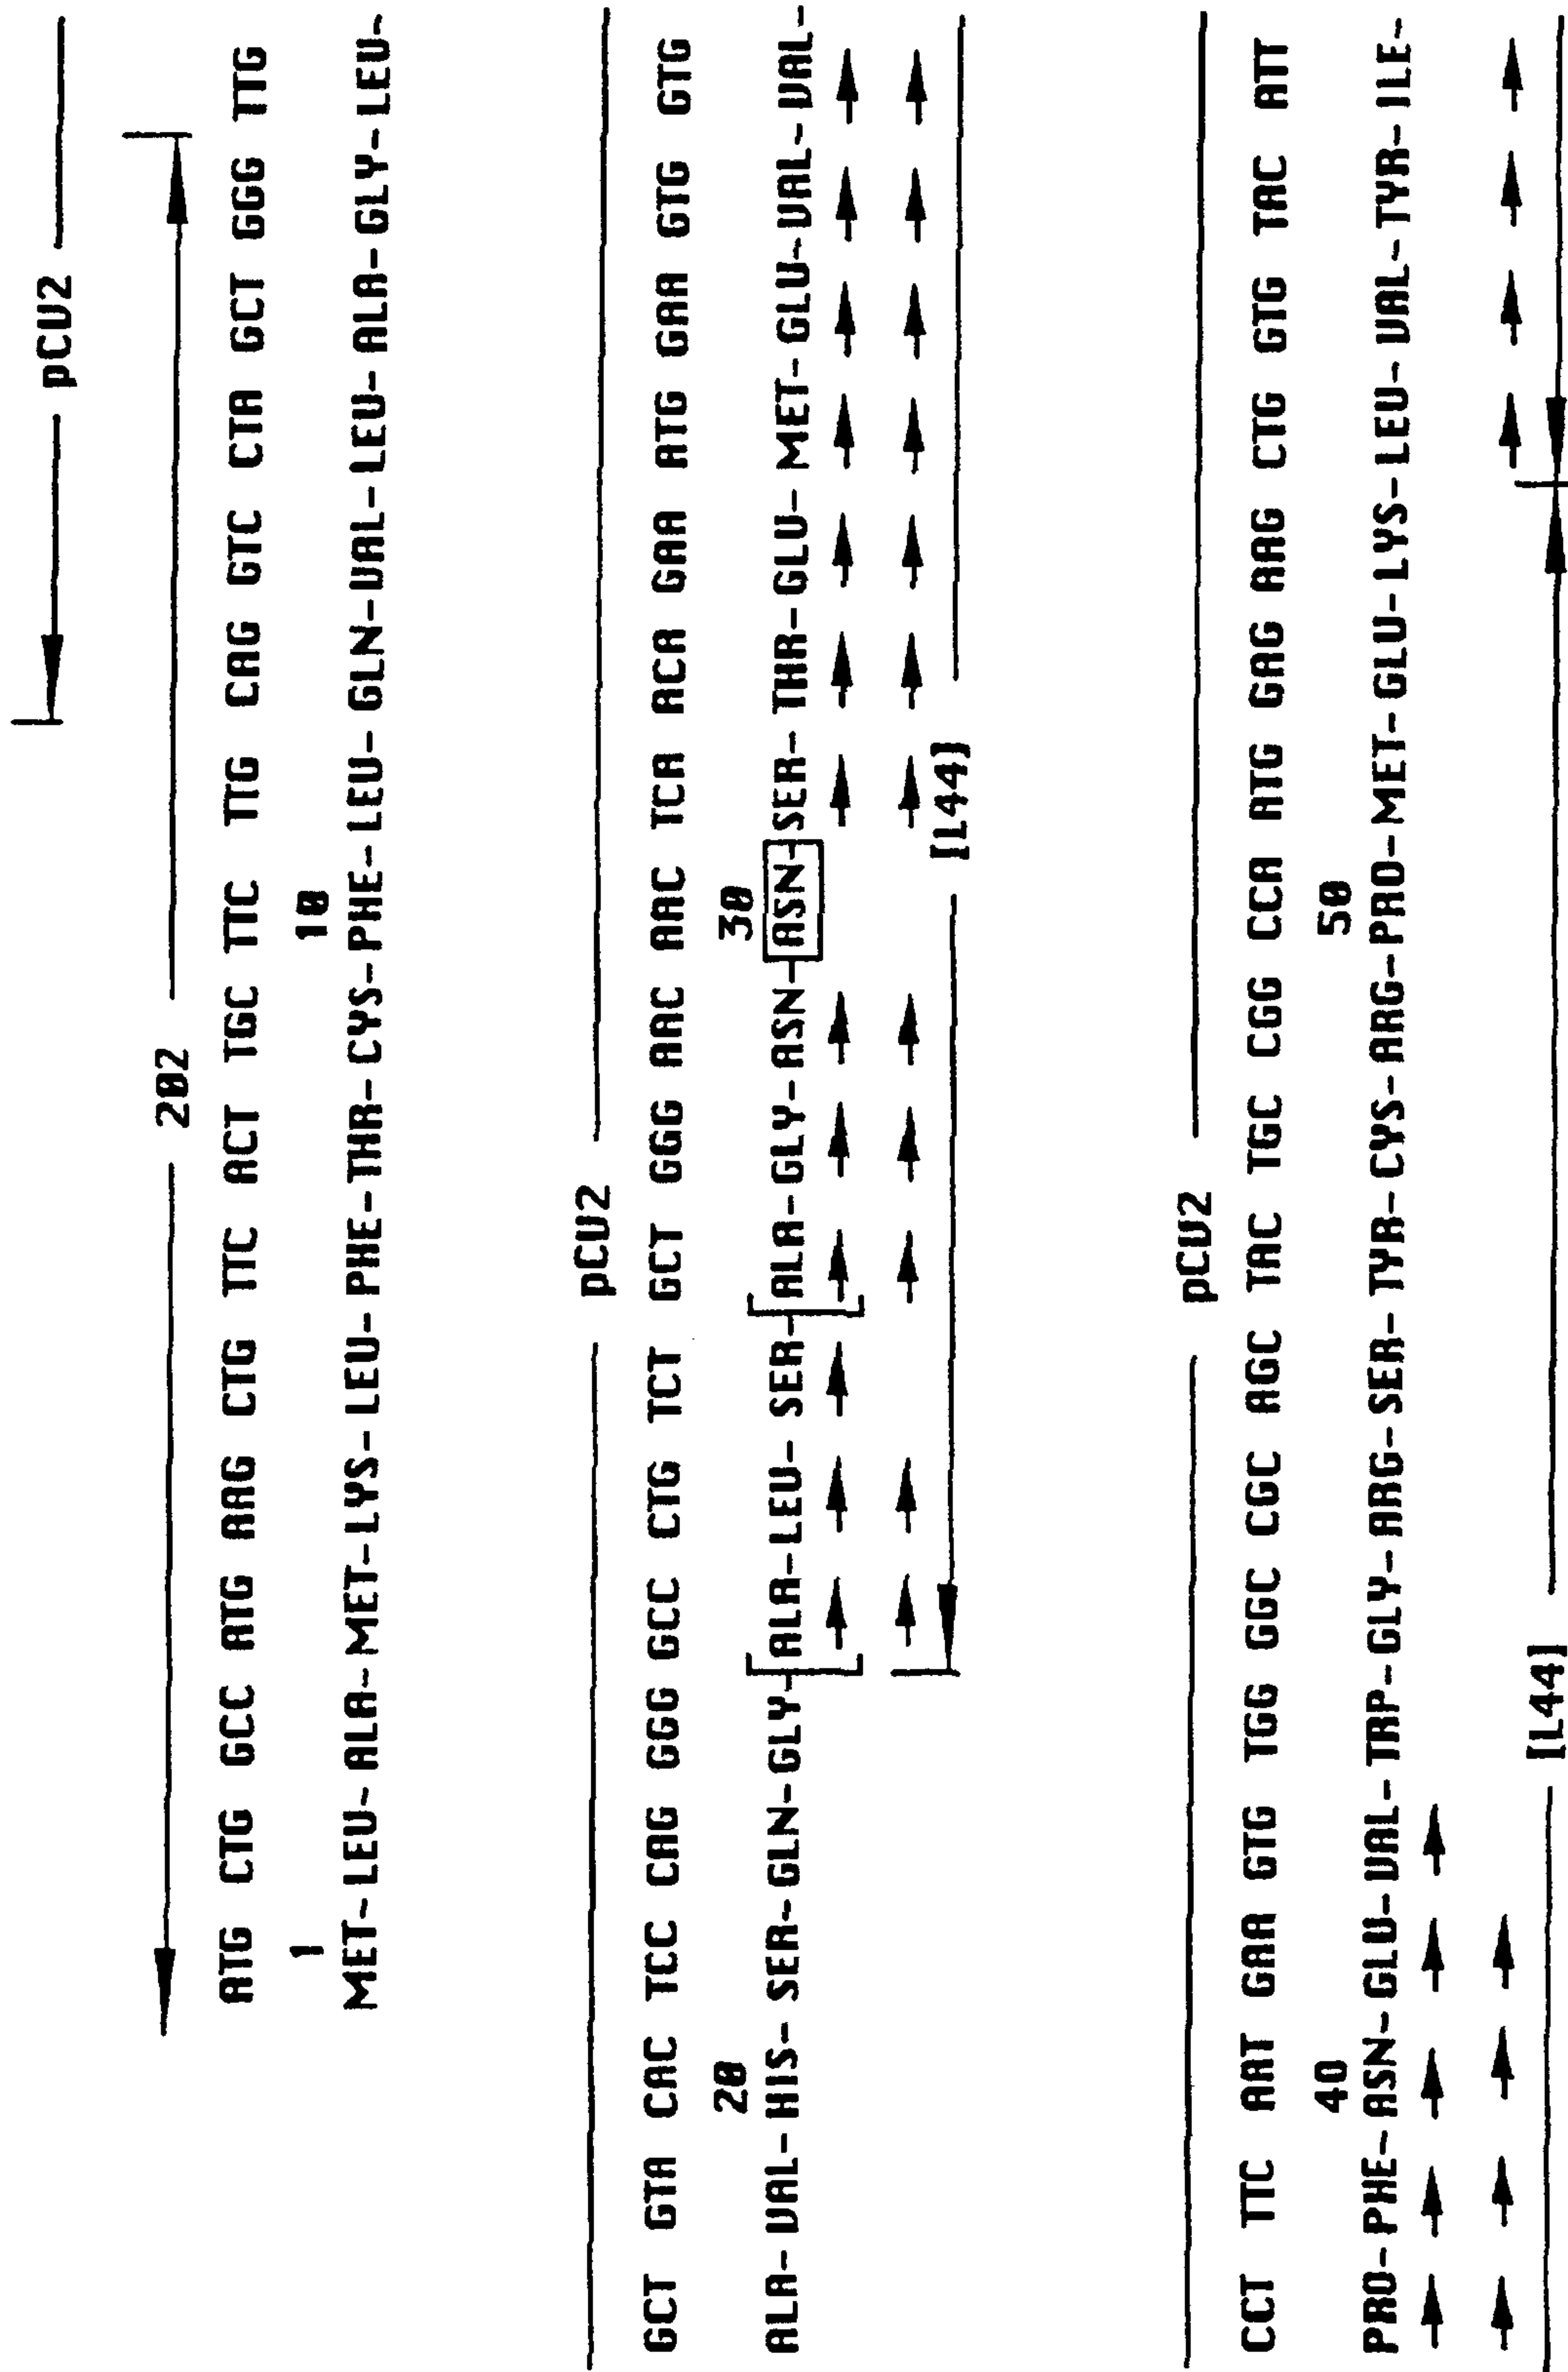 pCV2
202
ATG CTG GCC ATG AAG CTG TTC ACT TGC TTC TTG CAG GTC CTA GCT GGG TTG
1 10
MET-LEU-ALA-MET-LYS-LEU-PHE-THR-CYS-PHE-LEU-GLN-VAL-LEU-ALA-GLY-LEU-
pCV2
GCT GTA CAC TCC CAG GGG GCC CTG TCT GCT GGG AAC AAC TCA ACA GAA ATG GAA GTG GTG
20 30
ALA-VAL-HIS-SER-GLN-GLY-[ALA-LEU-SER-[ALA-GLY-ASN-ASN-SER-THR-GLU-MET-GLU-VAL-VAL-
[L44]
pCV2
CCT TTC AAT GAA GTG TGG GGC CGC AGC TAC TGC CGG CCA ATG GAG AAG CTG GTG TAC ATT
40 50
PRO-PHE-ASN-GLU-VAL-TRP-GLY-ARG-SER-TYR-CYS-ARG-PRO-MET-GLU-LYS-LEU-VAL-TYR-ILE-
[L44]